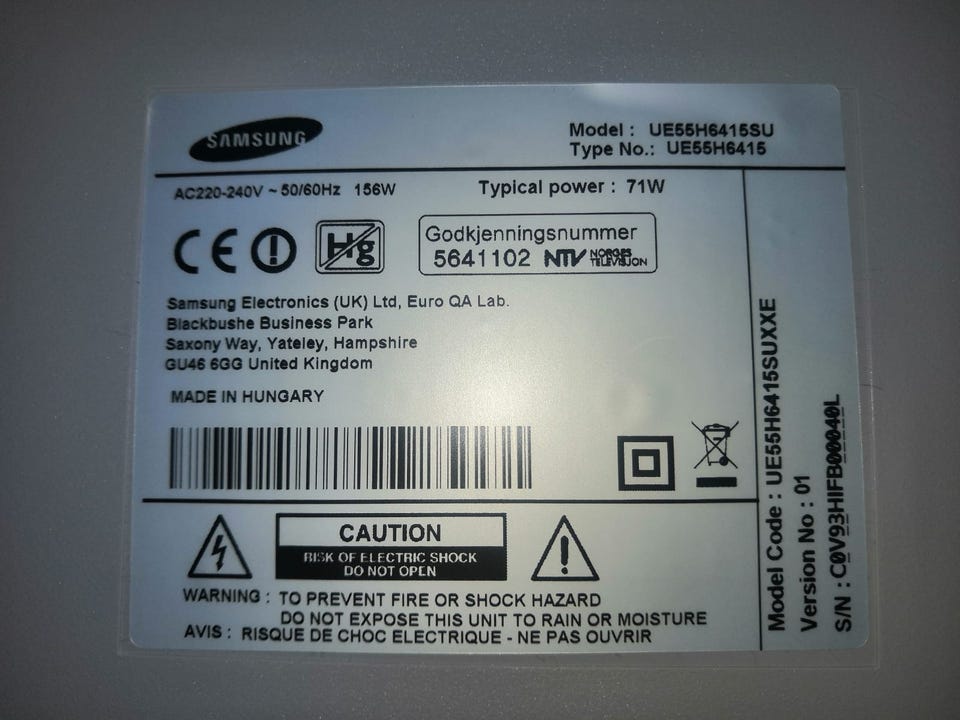 SAMSUNG
Model : UE55H6415SU
Type No.: UE55H6415
AC220-240V ~ 50/60Hz 156W
Typical power : 71W
CE
Hg
Godkjenningsnummer
5641102 NTV NORGES
TELEVISJON
Samsung Electronics (UK) Ltd, Euro QA Lab.
Blackbushe Business Park
Saxony Way, Yateley, Hampshire
GU46 6GG United Kingdom
MADE IN HUNGARY
CAUTION
RISK OF ELECTRIC SHOCK
DO NOT OPEN
WARNING : TO PREVENT FIRE OR SHOCK HAZARD
DO NOT EXPOSE THIS UNIT TO RAIN OR MOISTURE
AVIS : RISQUE DE CHOC ELECTRIQUE - NE PAS OUVRIR
Model Code : UE55H6415SUXXE
Version No : 01
S/N : C0V93HIFB00040L